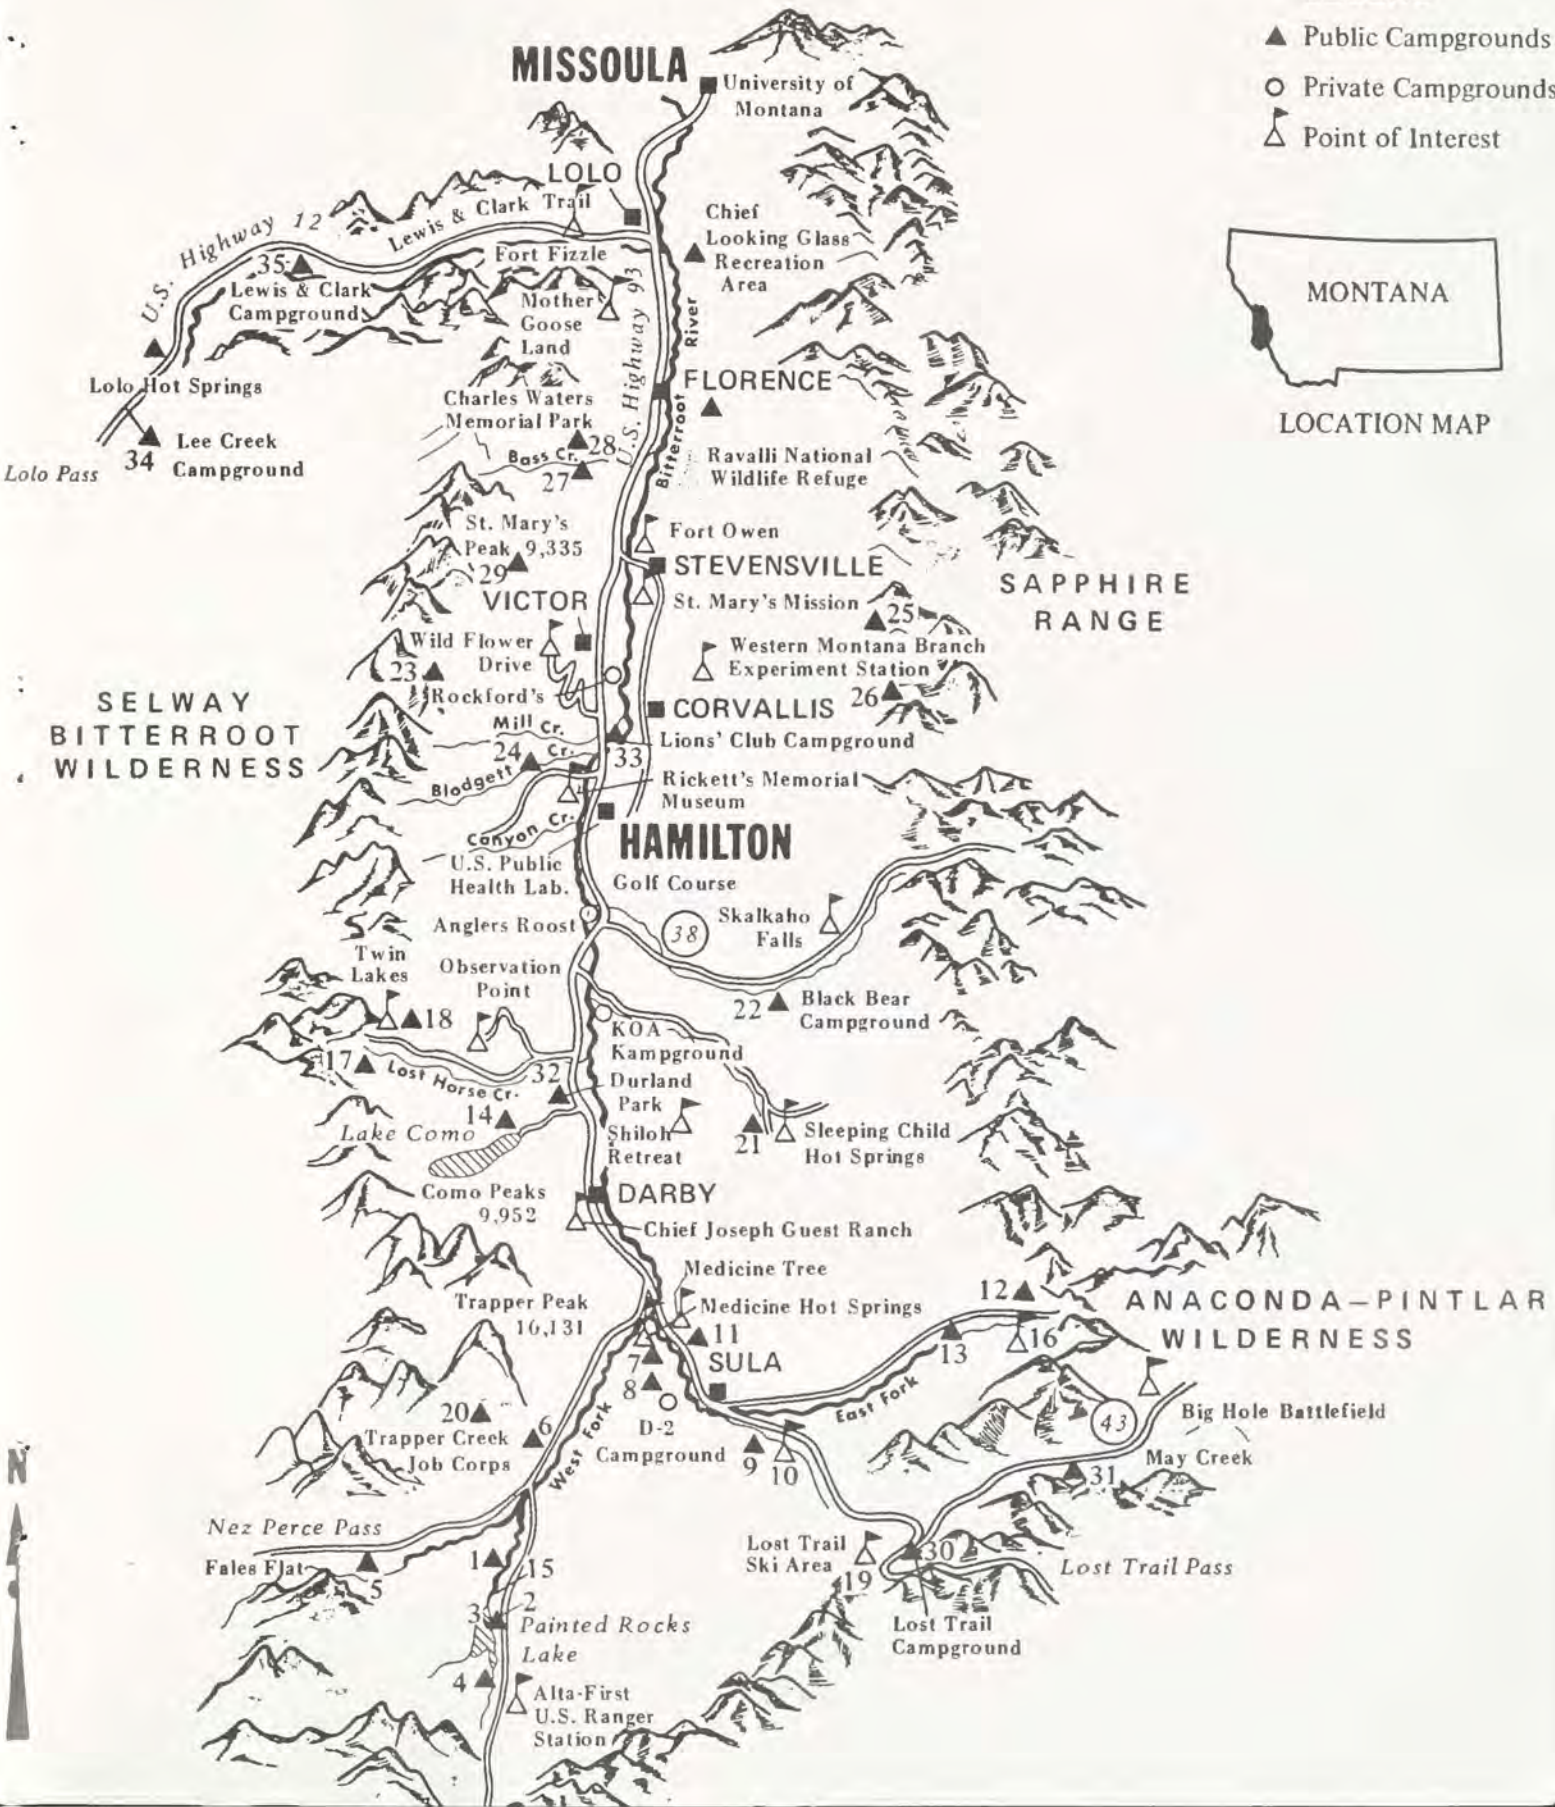 ▲ Public Campgrounds
○ Private Campgrounds
Point of Interest
MISSOULA
University of
Montana
LOLO
Lewis & Clark Trail
U.S. Highway 12
Fort Fizzle
35
Lewis & Clark
Campground
Mother
Goose
Land
Chief
Looking Glass
Recreation
Area
U.S. Highway 93
Bitterroot River
MONTANA
LOCATION MAP
Lolo Hot Springs
34
Lee Creek
Campground
Lolo Pass
FLORENCE
Charles Waters
Memorial Park
28
Bass Cr.
27
Ravalli National
Wildlife Refuge
St. Mary's
Peak 9,335
29
Fort Owen
STEVENSVILLE
St. Mary's Mission
25
SAPPHIRE
RANGE
VICTOR
Wild Flower
Drive
23
Rockford's
Western Montana Branch
Experiment Station
26
CORVALLIS
SELWAY
BITTERROOT
WILDERNESS
Mill Cr.
24
Blodgett Cr.
33
Lions' Club Campground
Rickett's Memorial
Museum
Canyon Cr.
HAMILTON
U.S. Public
Health Lab.
Golf Course
Anglers Roost
38
Skalkaho
Falls
Twin
Lakes
18
Observation
Point
22
Black Bear
Campground
KOA
Kampground
17
Lost Horse Cr.
32
Durland
Park
14
Lake Como
Shiloh
Retreat
21
Sleeping Child
Hot Springs
Como Peaks
9,952
DARBY
Chief Joseph Guest Ranch
Medicine Tree
Medicine Hot Springs
Trapper Peak
10,131
11
7
8
SULA
12
13
16
ANACONDA–PINTLAR
WILDERNESS
East Fork
D-2
Campground
20
Trapper Creek
Job Corps
6
West Fork
9
10
43
Big Hole Battlefield
May Creek
31
N
Nez Perce Pass
Fales Flat
5
1
15
2
3
Painted Rocks
Lake
4
Alta-First
U.S. Ranger
Station
Lost Trail
Ski Area
19
30
Lost Trail Pass
Lost Trail
Campground